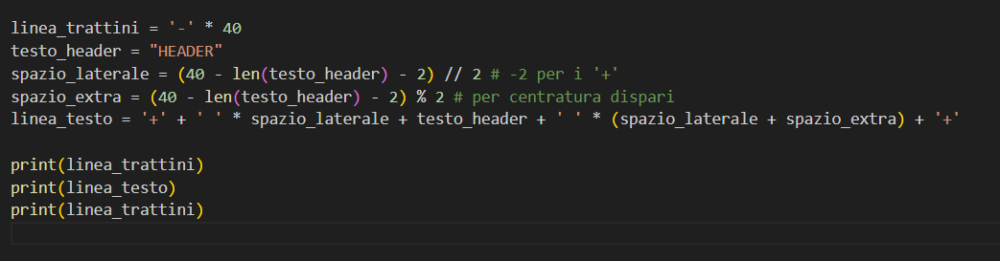 linea_trattini = '-' * 40
testo_header = "HEADER"
spazio_laterale = (40 - len(testo_header) - 2) // 2 # -2 per i '+'
spazio_extra = (40 - len(testo_header) - 2) % 2 # per centratura dispari
linea_testo = '+' + ' ' * spazio_laterale + testo_header + ' ' * (spazio_laterale + spazio_extra) + '+'
print(linea_trattini)
print(linea_testo)
print(linea_trattini)